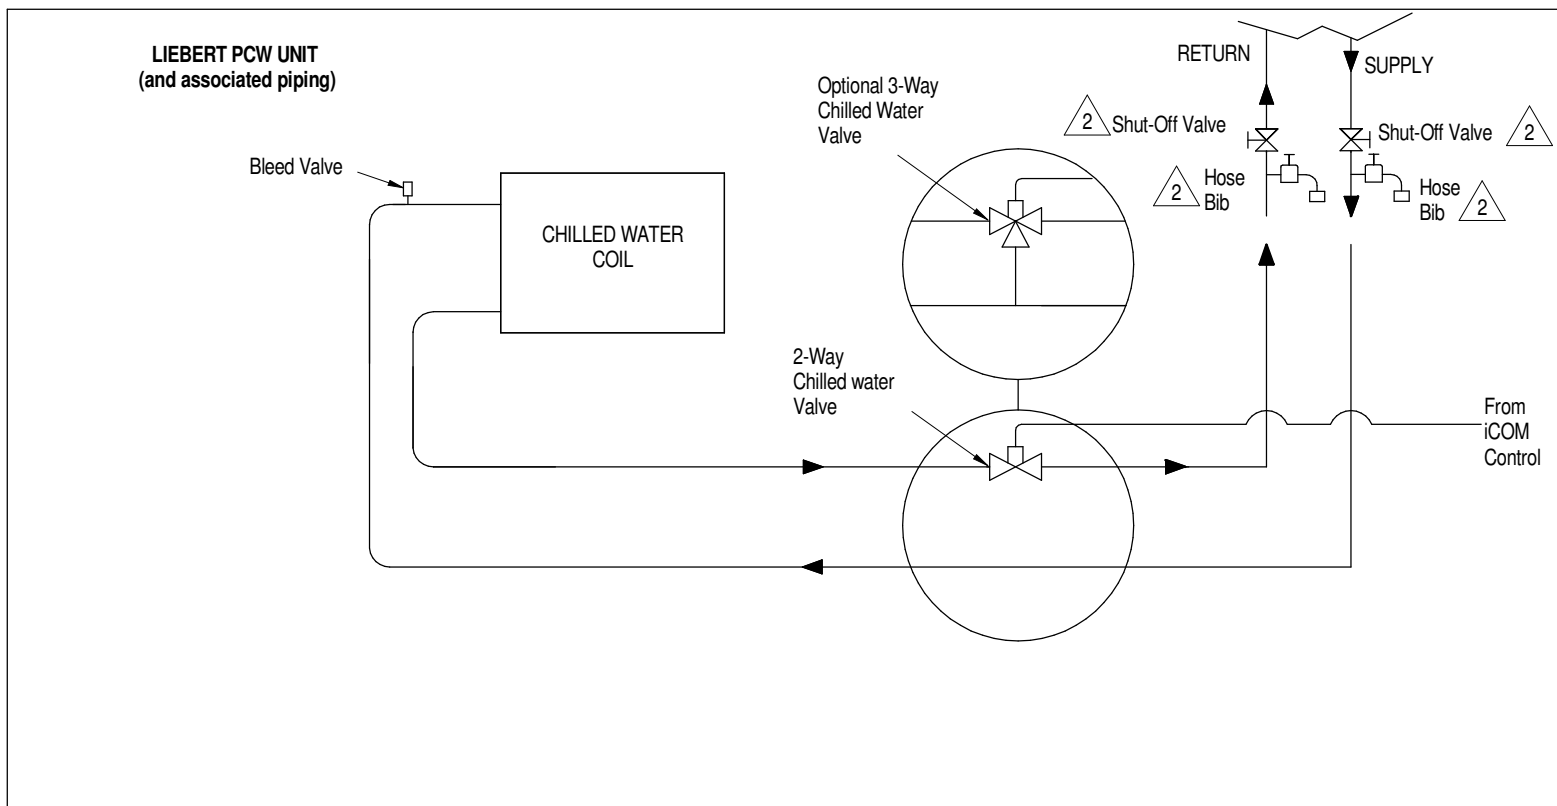 LIEBERT PCW UNIT
(and associated piping)
RETURN
SUPPLY
Optional 3-Way
Chilled Water
Valve
2
Shut-Off Valve
Shut-Off Valve
2
Bleed Valve
2
Hose
Bib
Hose
Bib
2
CHILLED WATER
COIL
2-Way
Chilled water
Valve
From
iCOM
Control